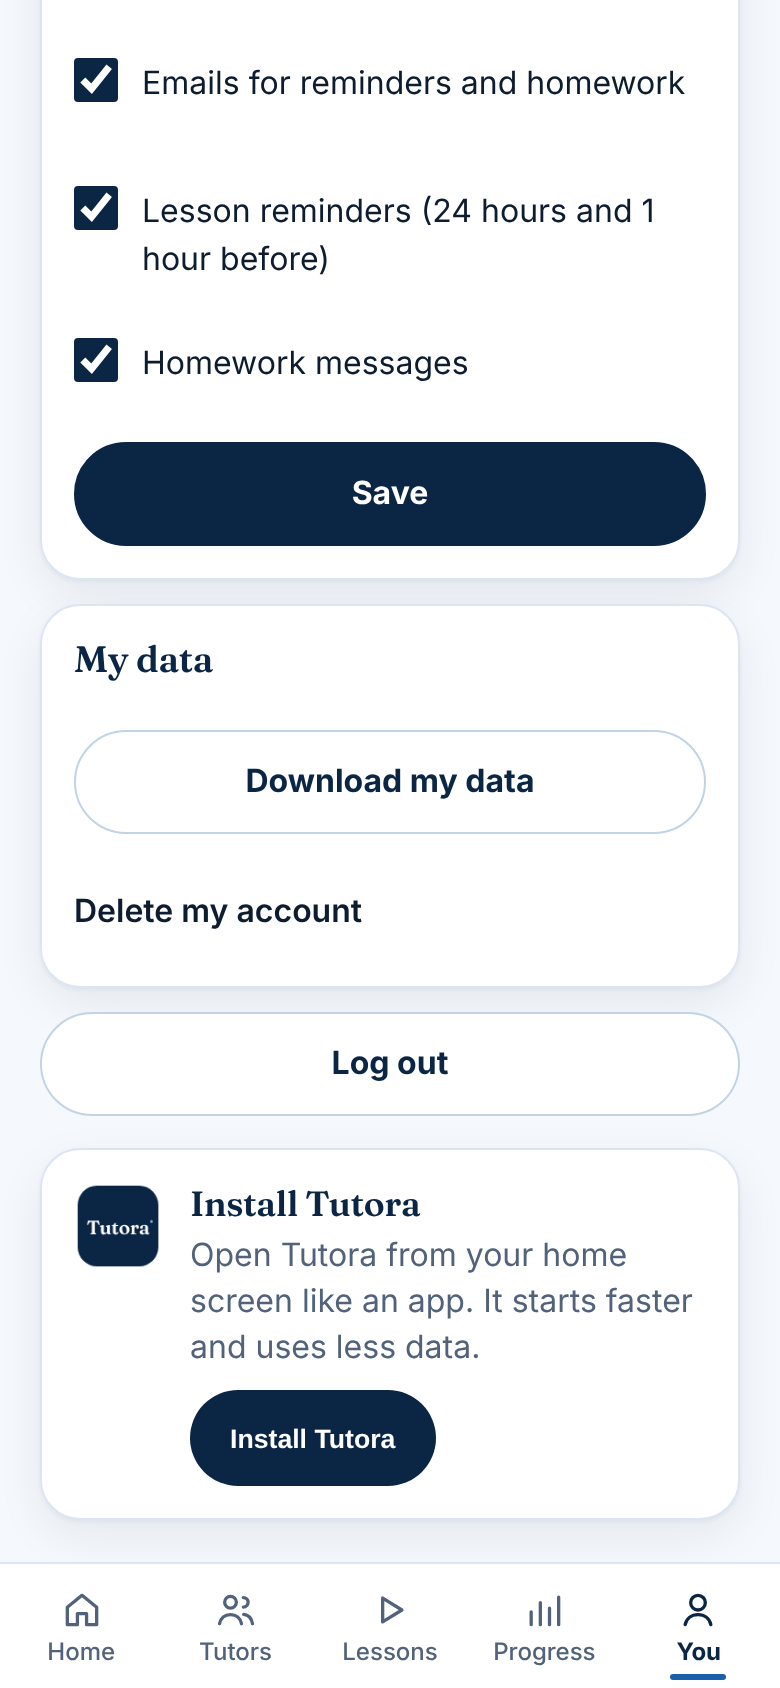 Emails for reminders and homework
Lesson reminders (24 hours and 1
hour before)
Homework messages
Save
My data
Download my data
Delete my account
Log out
Tutora
Install Tutora
Open Tutora from your home
screen like an app. It starts faster
and uses less data.
Install Tutora
Home
Tutors
Lessons
Progress
You